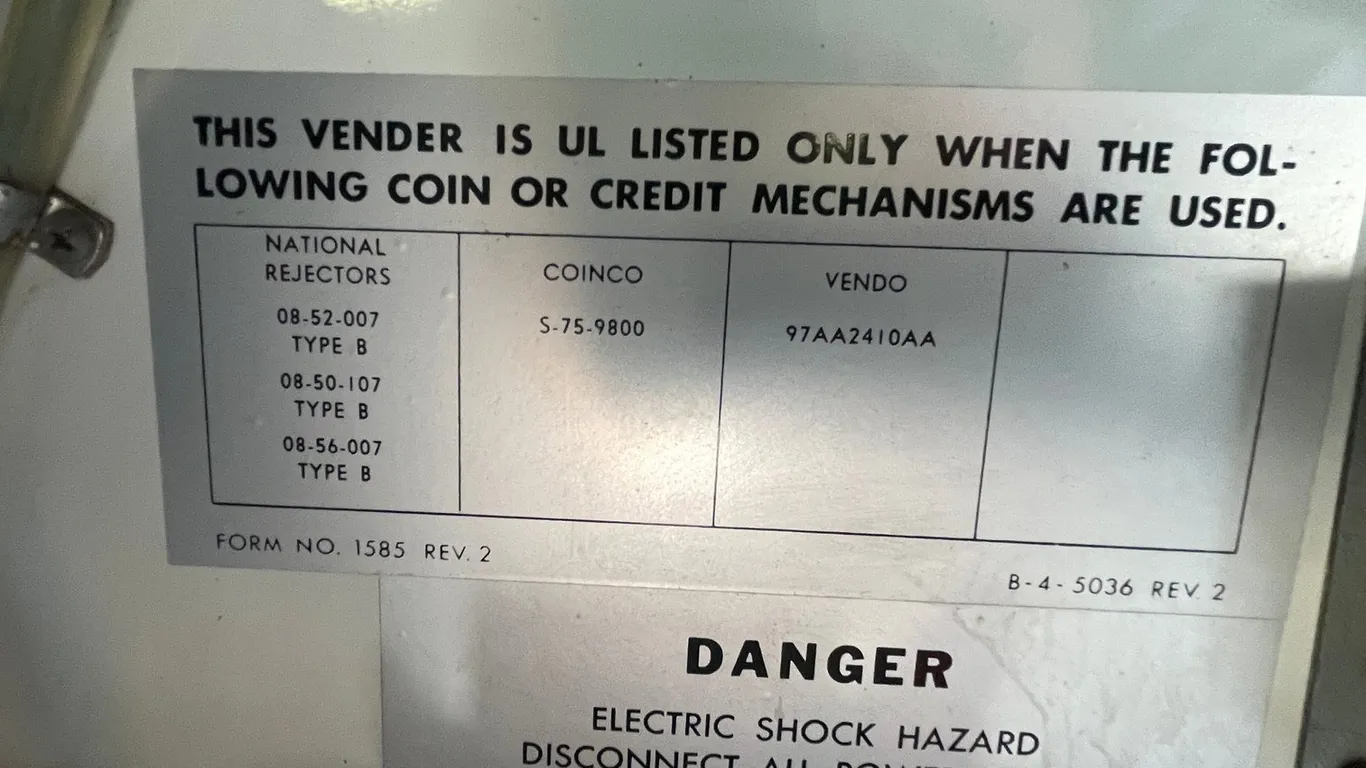 THIS VENDER IS UL LISTED ONLY WHEN THE FOL-
LOWING COIN OR CREDIT MECHANISMS ARE USED.
NATIONAL
REJECTORS
08-52-007
TYPE B
08-50-107
TYPE B
08-56-007
TYPE B
COINCO
S-75-9800
VENDO
97AA2410AA
FORM NO. 1585 REV. 2
B-4-5036 REV. 2
DANGER
ELECTRIC SHOCK HAZARD
DISCONNECT ALL